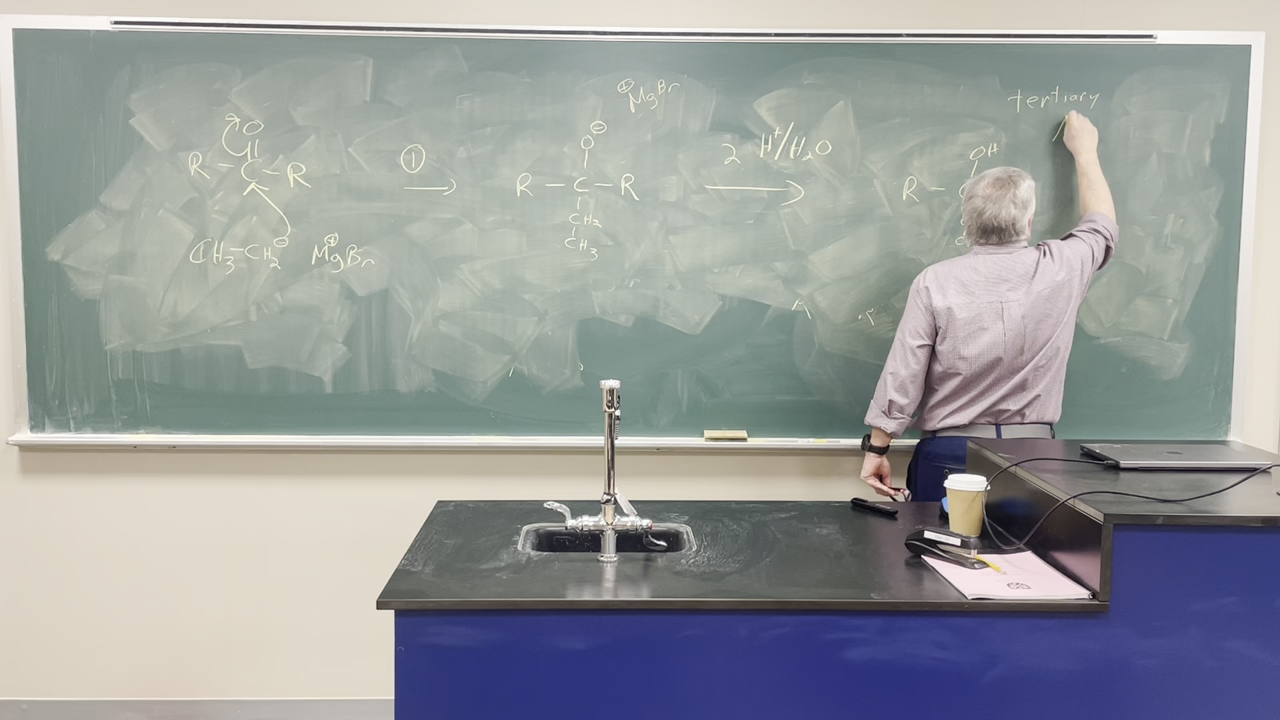 ⊕MgBr
tertiary
O
R - C - R
①
O⊖
R - C - R
CH2
CH3
2 H+/H2O
OH
R -
CH3-CH2⊖ ⊕MgBr